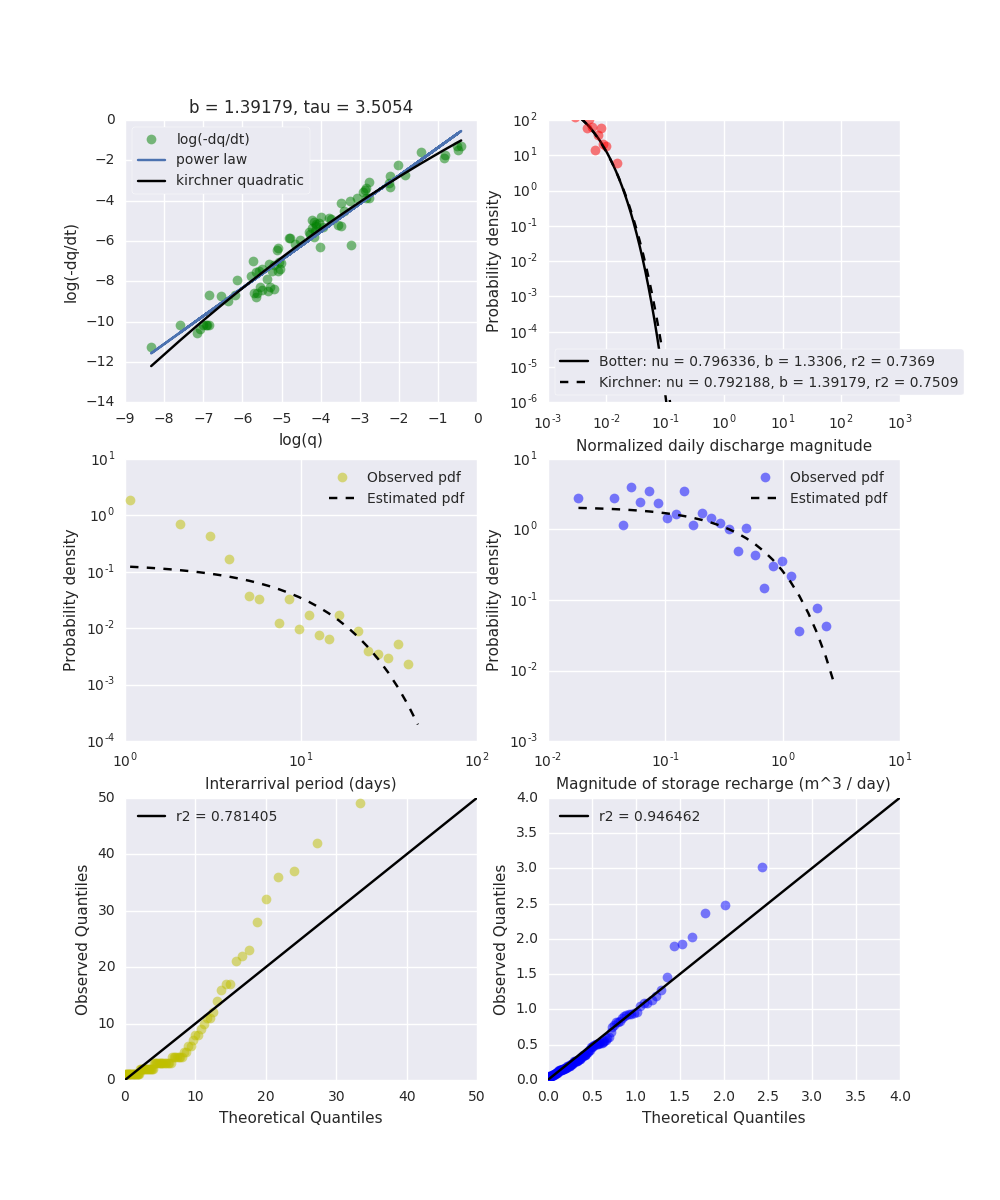 b = 1.39179, tau = 3.5054
0
−2
−4
−6
−8
−10
−12
−14
log(-dq/dt)
log(-dq/dt)
power law
kirchner quadratic
−9 −8 −7 −6 −5 −4 −3 −2 −1 0
log(q)
10^2
10^1
10^0
10^-1
10^-2
10^-3
10^-4
10^-5
10^-6
Probability density
Botter: nu = 0.796336, b = 1.3306, r2 = 0.7369
Kirchner: nu = 0.792188, b = 1.39179, r2 = 0.7509
10^-3 10^-2 10^-1 10^0 10^1 10^2 10^3
Normalized daily discharge magnitude
10^1
10^0
10^-1
10^-2
10^-3
10^-4
Probability density
Observed pdf
Estimated pdf
10^0 10^1 10^2
Interarrival period (days)
10^1
10^0
10^-1
10^-2
10^-3
Probability density
Observed pdf
Estimated pdf
10^-2 10^-1 10^0 10^1
Magnitude of storage recharge (m^3 / day)
50
40
30
20
10
0
Observed Quantiles
r2 = 0.781405
0 10 20 30 40 50
Theoretical Quantiles
4.0
3.5
3.0
2.5
2.0
1.5
1.0
0.5
0.0
Observed Quantiles
r2 = 0.946462
0.0 0.5 1.0 1.5 2.0 2.5 3.0 3.5 4.0
Theoretical Quantiles